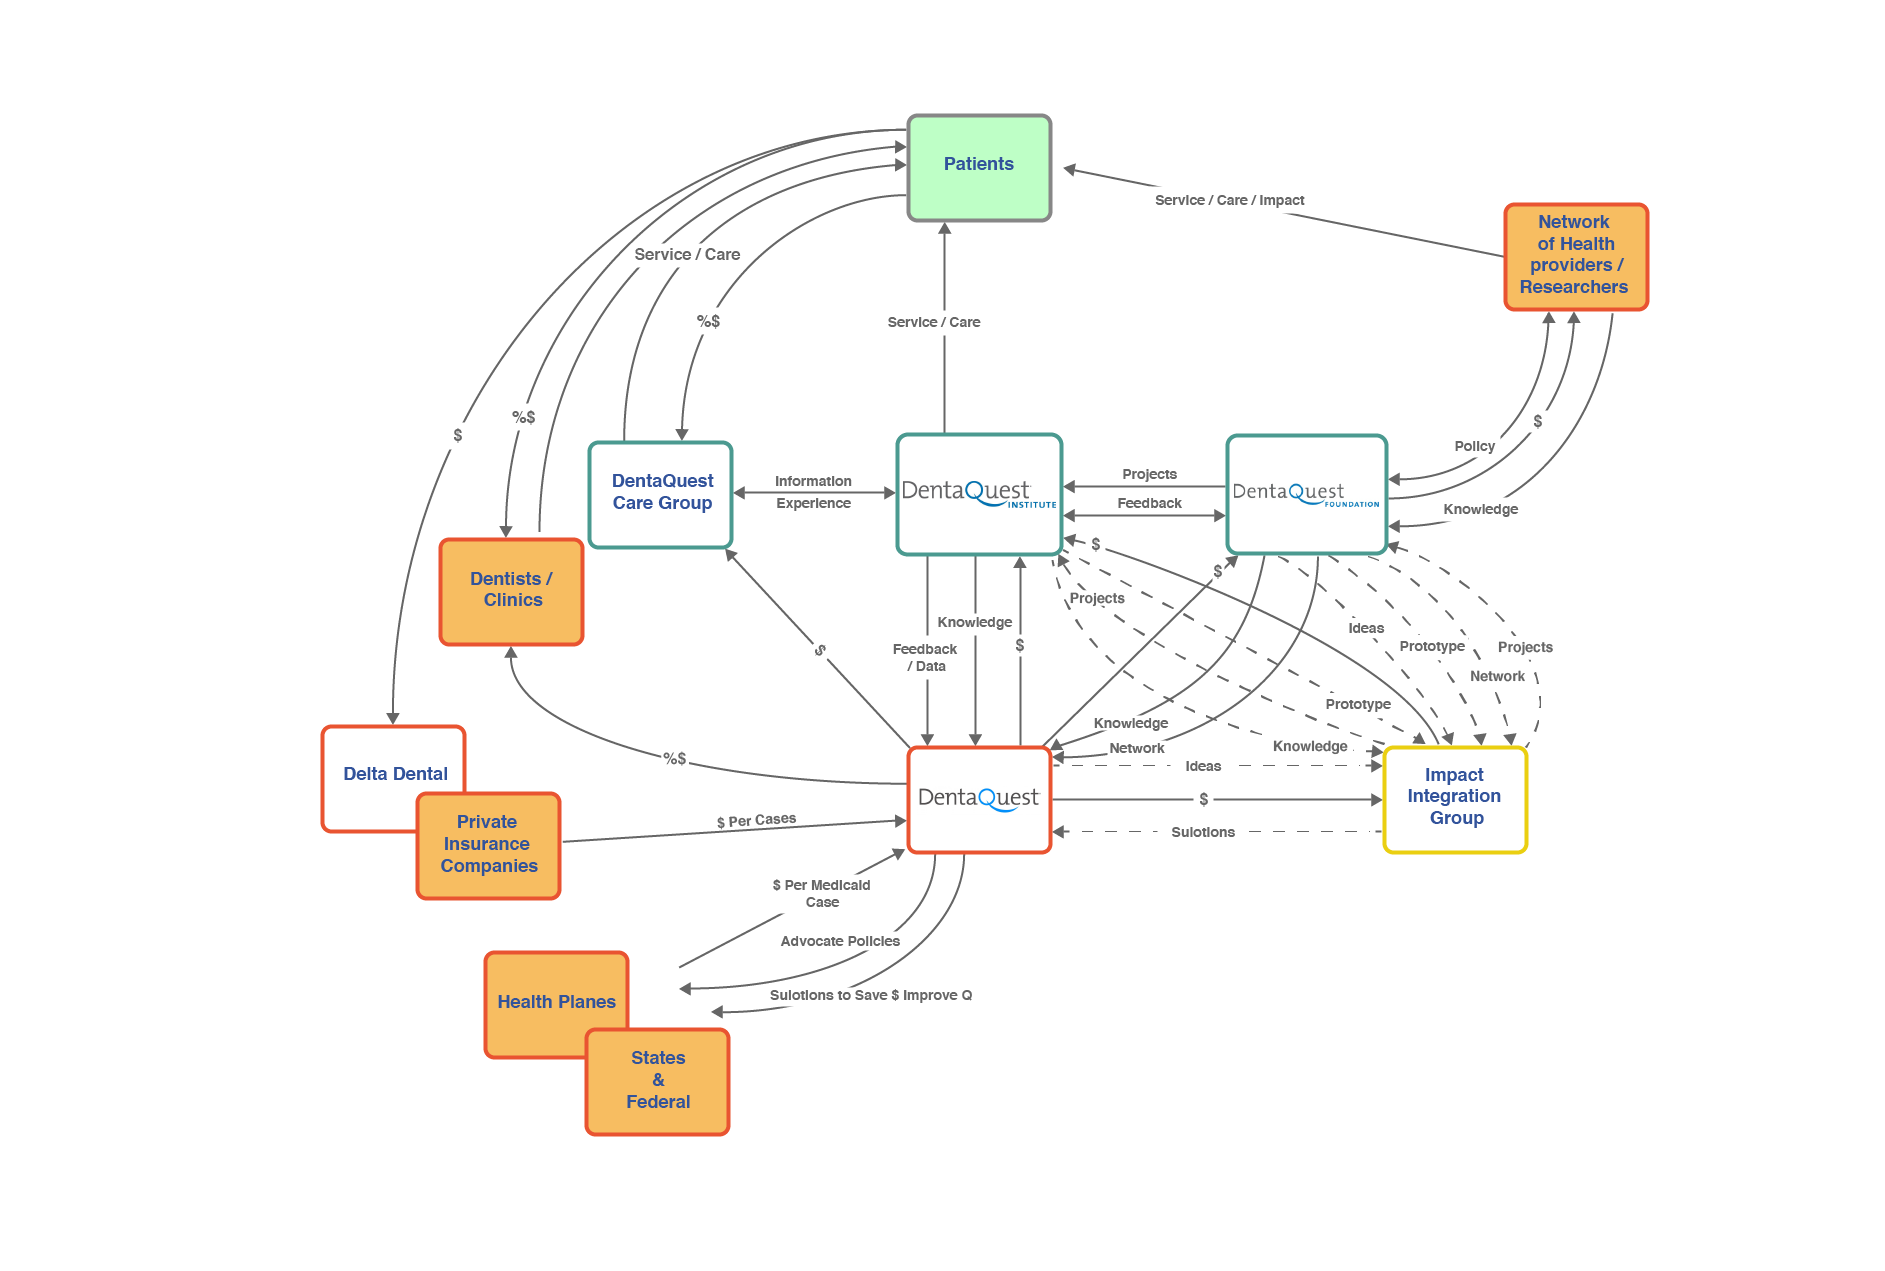 Patients
Service / Care / Impact
Network
of Health
providers /
Researchers
Service / Care
%$
Service / Care
%$
$
$
Policy
DentaQuest
Care Group
Information
Experience
DentaQuest
INSTITUTE
Projects
Feedback
DentaQuest
FOUNDATION
Knowledge
$
$
Dentists /
Clinics
Projects
Knowledge
Ideas
Prototype
Projects
Feedback
/ Data
$
$
Network
Prototype
Knowledge
Network
Knowledge
%$
Ideas
Delta Dental
DentaQuest
$
Impact
Integration
Group
Private
Insurance
Companies
$ Per Cases
Sulotions
$ Per Medicaid
Case
Advocate Policies
Sulotions to Save $ Improve Q
Health Planes
States
&
Federal